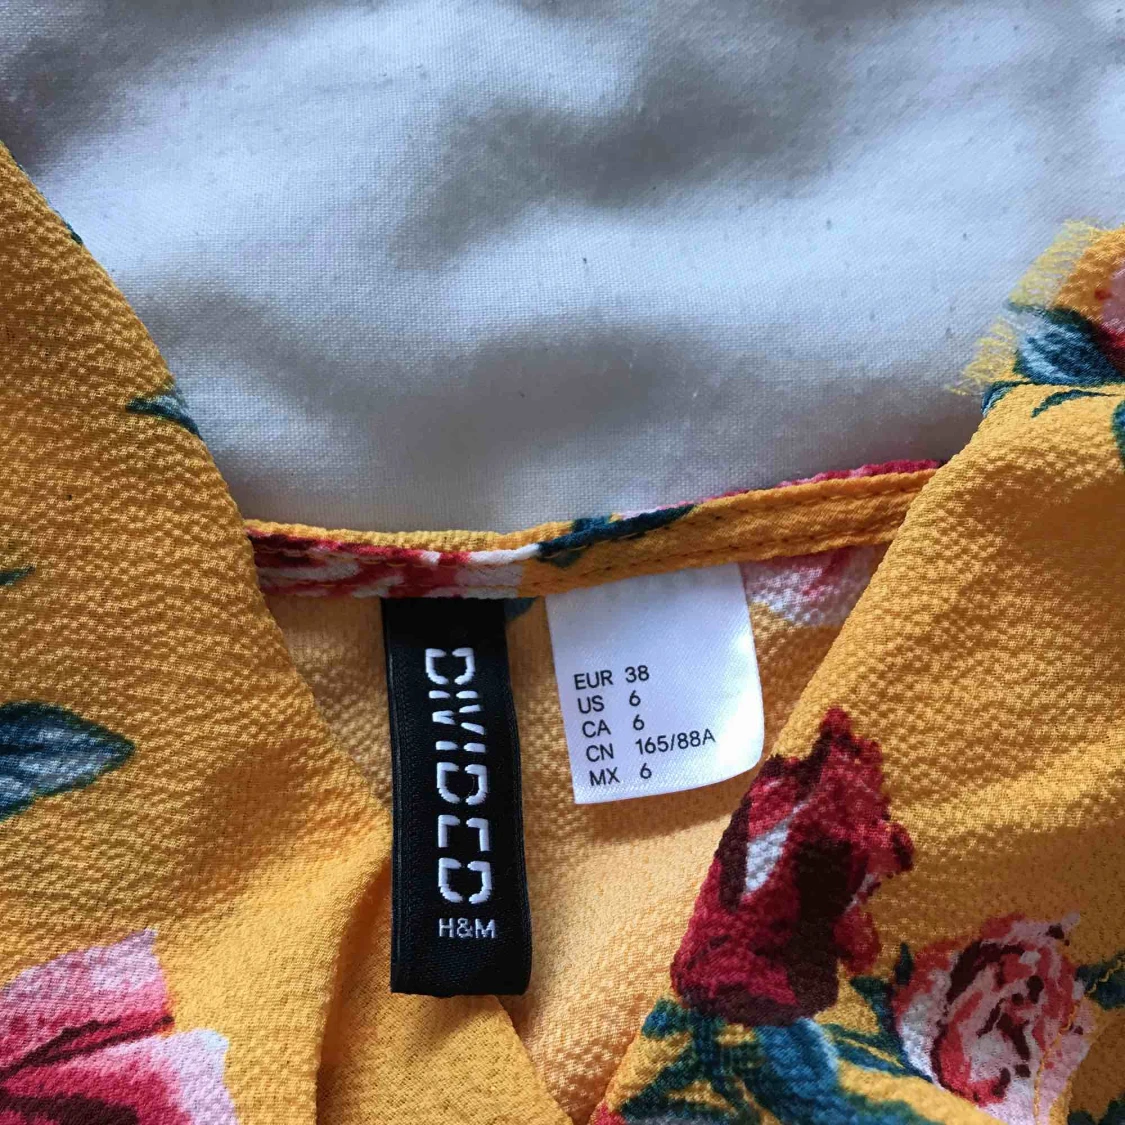 DIVIDED
H&M
EUR 38
US 6
CA 6
CN 165/88A
MX 6